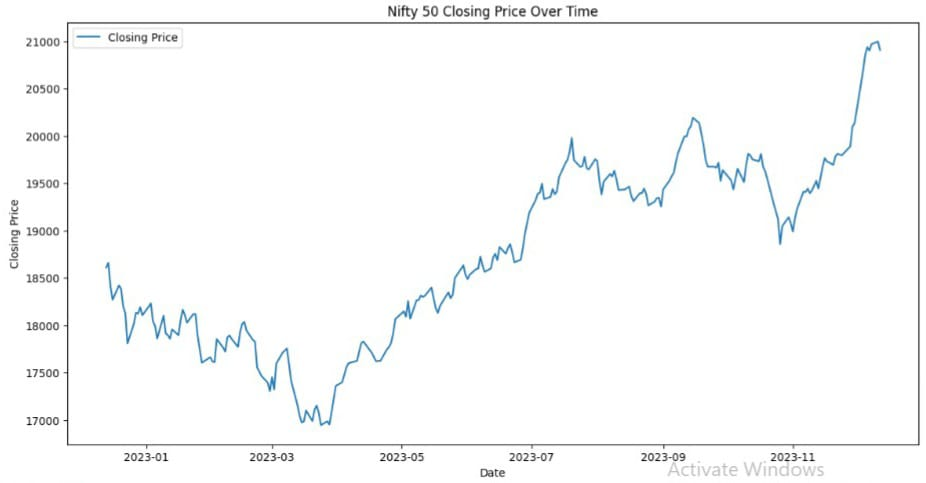 Nifty 50 Closing Price Over Time
Closing Price
21000
20500
20000
19500
19000
18500
18000
17500
17000
Closing Price
2023-01 2023-03 2023-05 2023-07 2023-09 2023-11
Date
Activate Windows